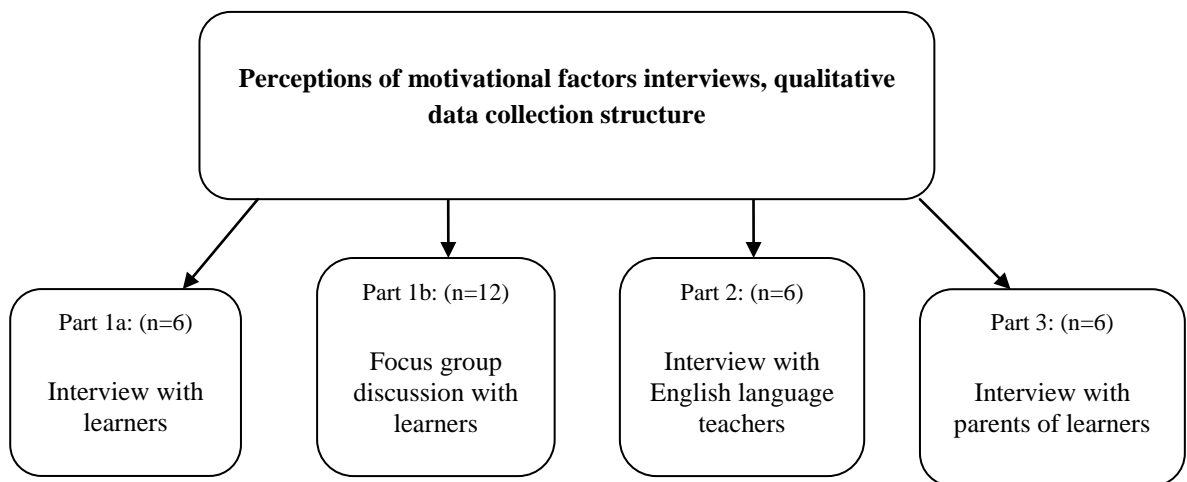 Perceptions of motivational factors interviews, qualitative
data collection structure
Part 1a: (n=6)
Interview with
learners
Part 1b: (n=12)
Focus group
discussion with
learners
Part 2: (n=6)
Interview with
English language
teachers
Part 3: (n=6)
Interview with
parents of learners